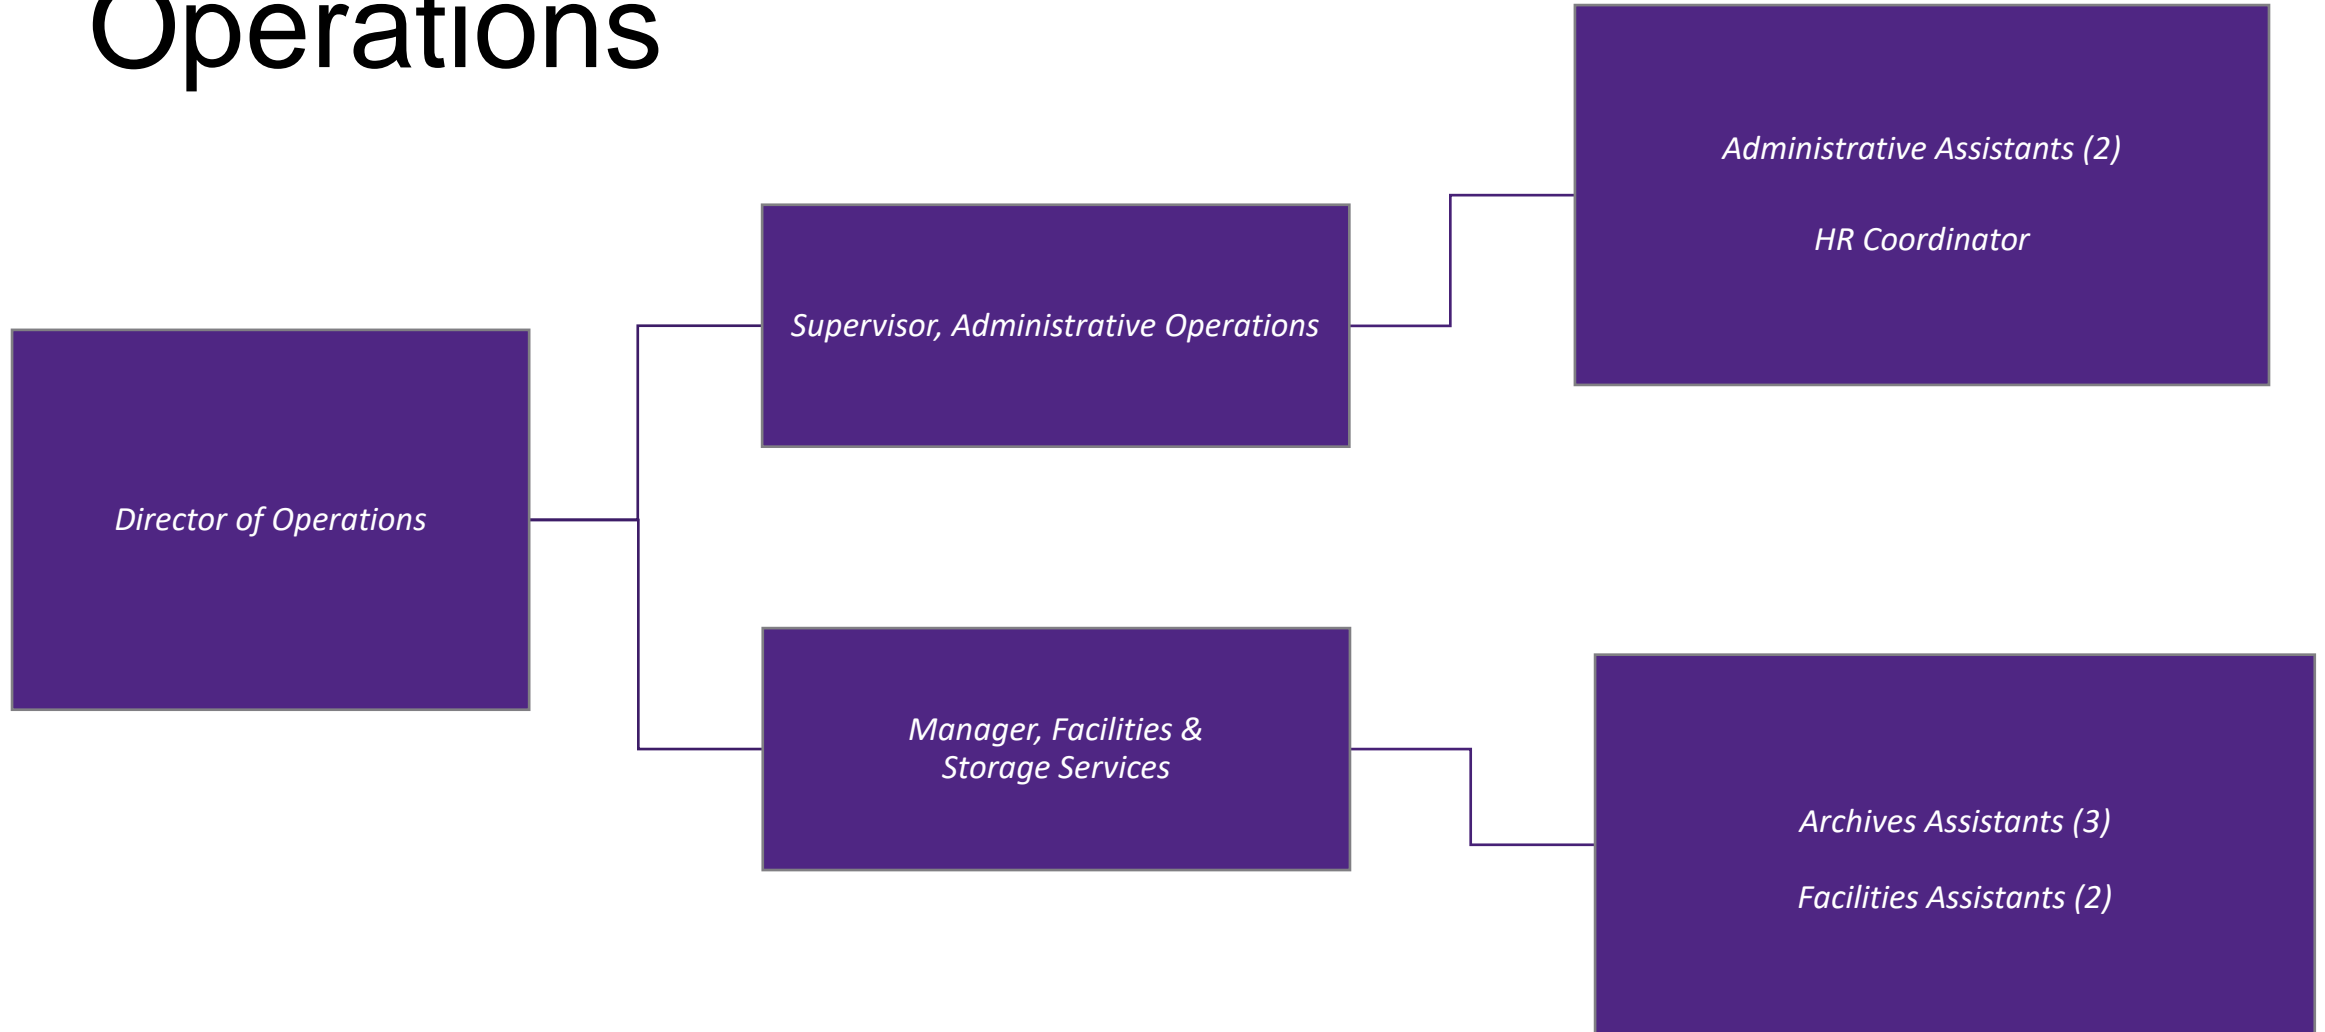 Operations
Administrative Assistants (2)
HR Coordinator
Supervisor, Administrative Operations
Director of Operations
Manager, Facilities &
Storage Services
Archives Assistants (3)
Facilities Assistants (2)